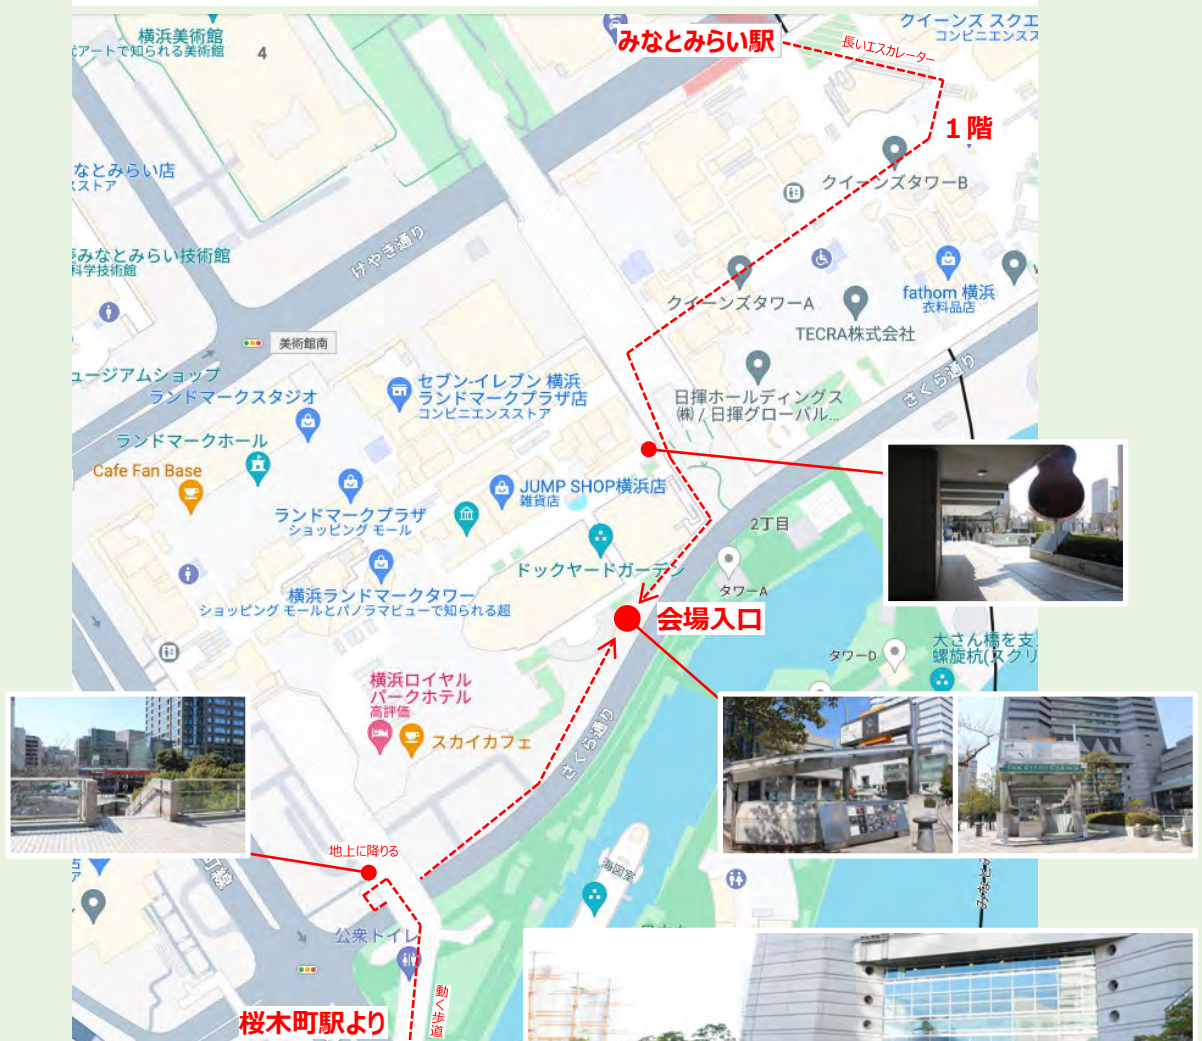 横浜美術館
アートで知られる美術館
4
みなとみらい駅
クイーンズ スクエ
コンビニエンスス
長いエスカレーター
1階
なとみらい店
ストア
クイーンズタワーB
みなとみらい技術館
科学技術館
けやき通り
クイーンズタワーA
fathom 横浜
衣料品店
TECRA株式会社
美術館南
ュージアムショップ
ランドマークスタジオ
セブン-イレブン 横浜
ランドマークプラザ店
コンビニエンスストア
日揮ホールディングス
㈱ / 日揮グローバル...
さくら通り
ランドマークホール
Cafe Fan Base
JUMP SHOP横浜店
雑貨店
ランドマークプラザ
ショッピング モール
2丁目
ドックヤードガーデン
横浜ランドマークタワー
ショッピング モールとパノラマビューで知られる超
タワーA
会場入口
大さん橋を支
螺旋杭(スクリ
タワーD
横浜ロイヤル
パークホテル
高評価
スカイカフェ
さくら通り
地上に降りる
町線
海図室
みなと
公衆トイレ
動く歩道
桜木町駅より